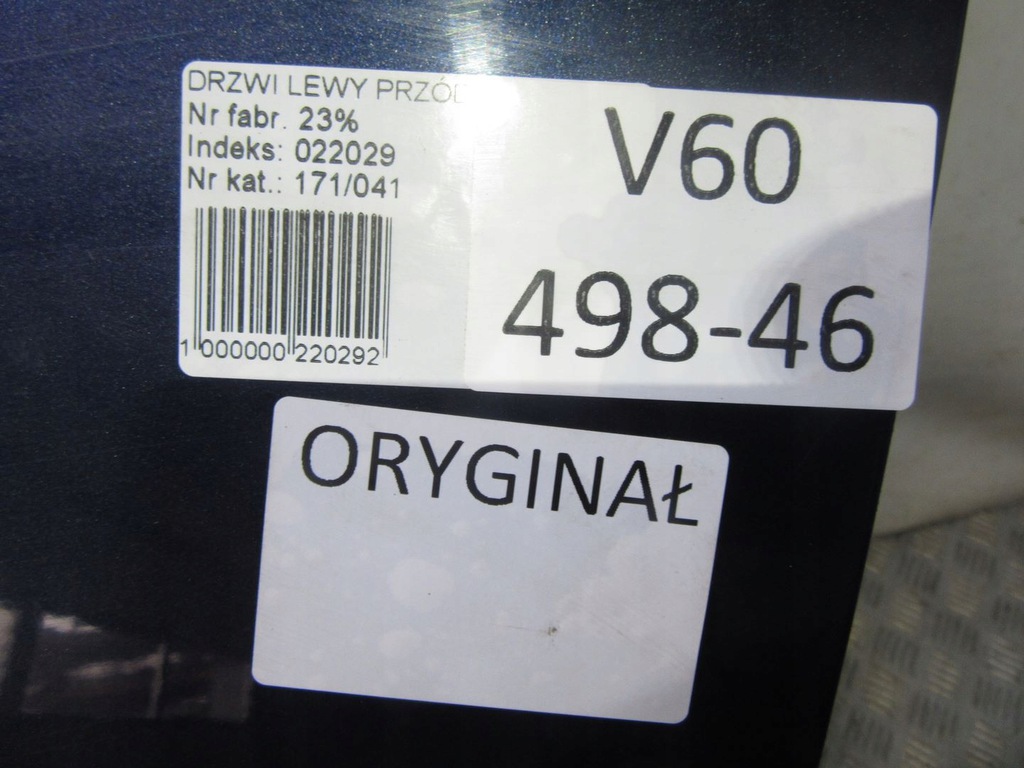 DRZWI LEWY PRZÓD
Nr fabr. 23%
Indeks: 022029
Nr kat.: 171/041
1 000000 220292
V60
498-46
ORYGINAŁ